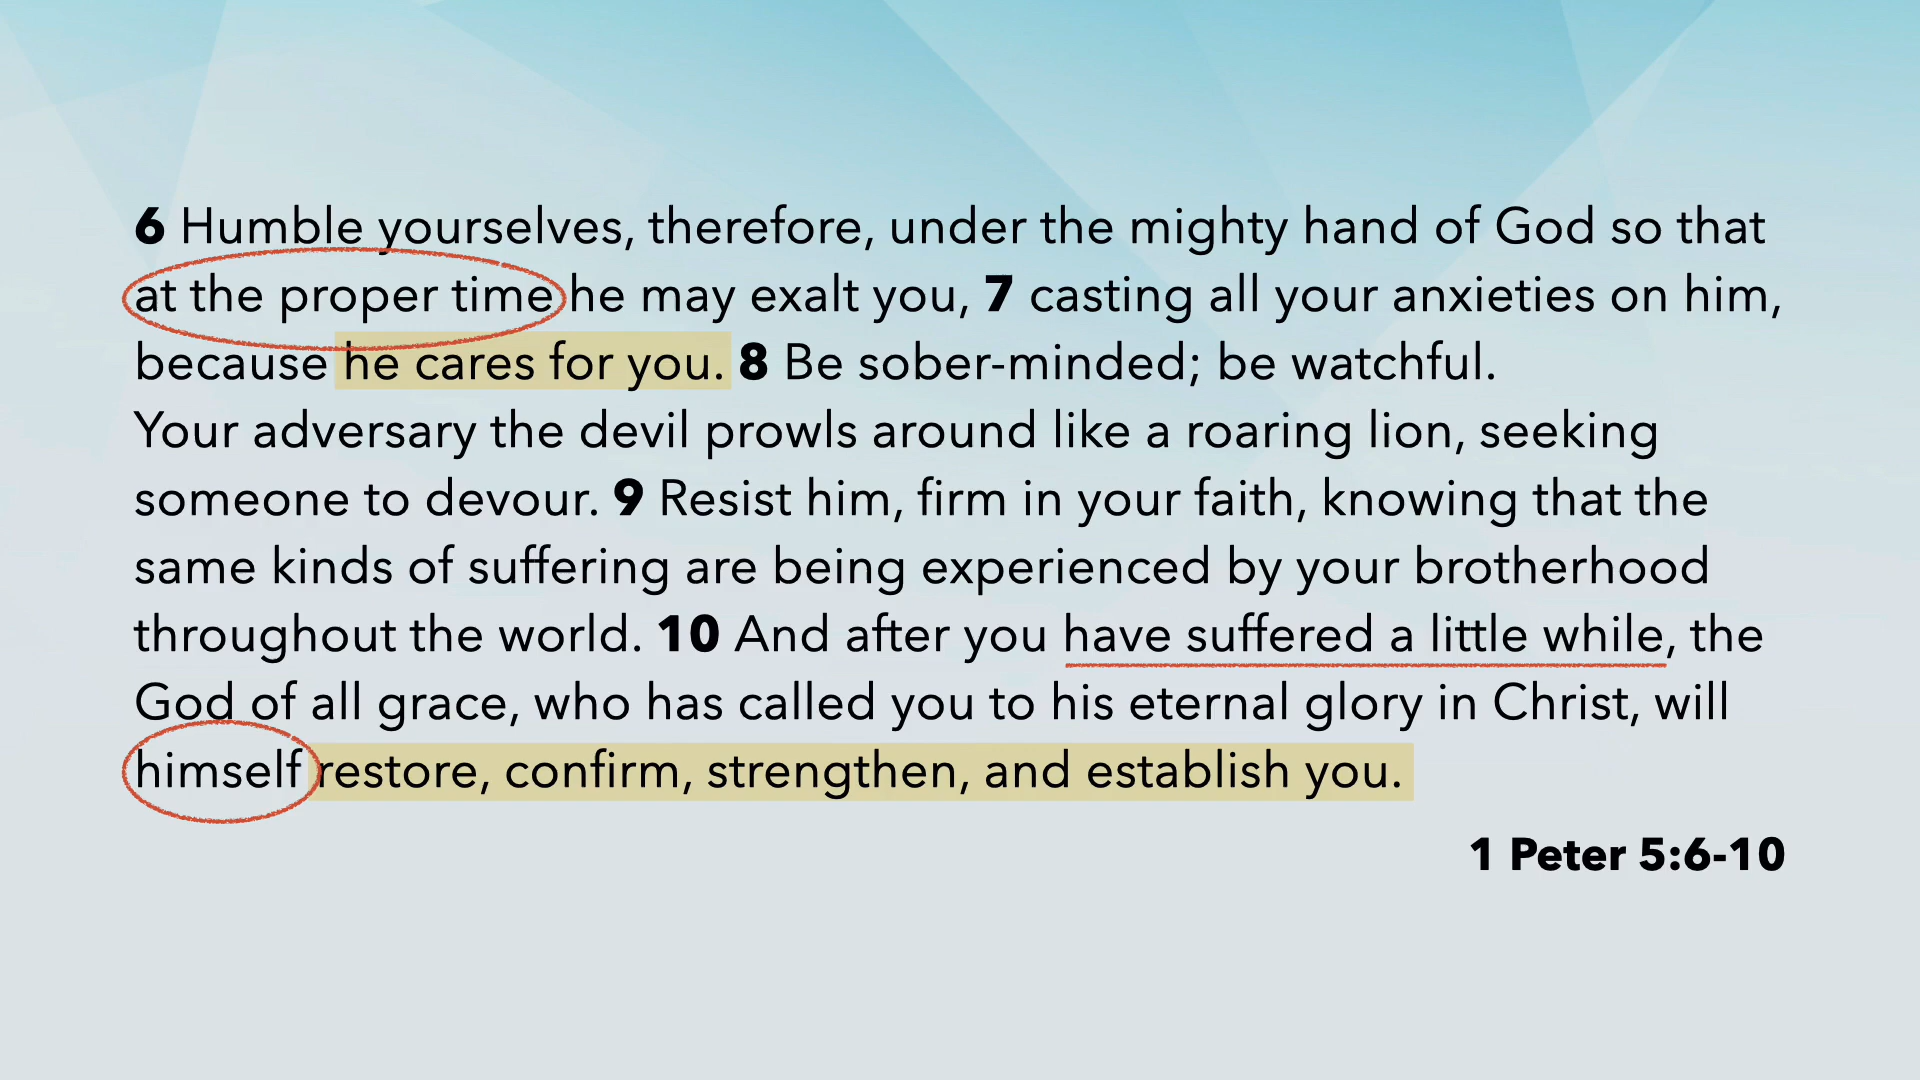 6 Humble yourselves, therefore, under the mighty hand of God so that
at the proper time he may exalt you, 7 casting all your anxieties on him,
because he cares for you. 8 Be sober-minded; be watchful.
Your adversary the devil prowls around like a roaring lion, seeking
someone to devour. 9 Resist him, firm in your faith, knowing that the
same kinds of suffering are being experienced by your brotherhood
throughout the world. 10 And after you have suffered a little while, the
God of all grace, who has called you to his eternal glory in Christ, will
himself restore, confirm, strengthen, and establish you.
1 Peter 5:6-10